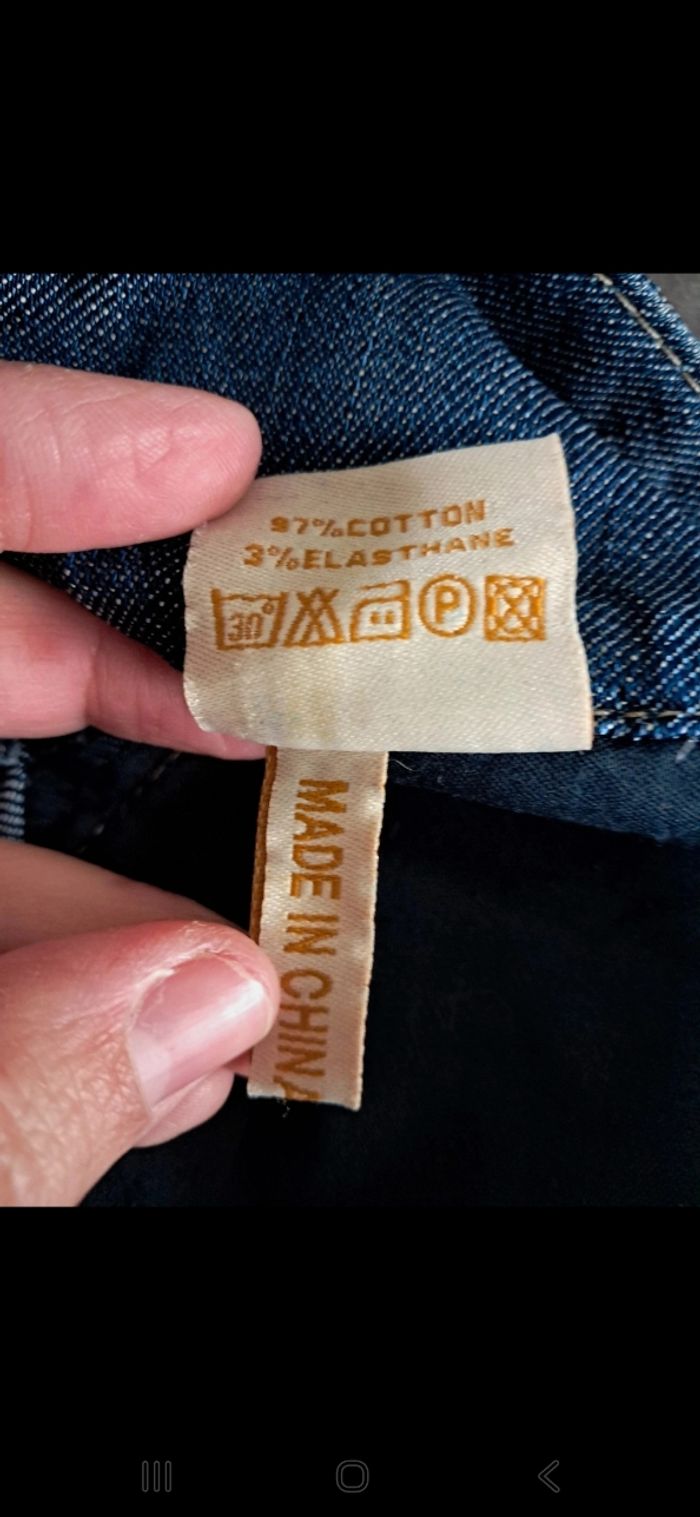 97%COTTON
3%ELASTHANE
30° P
MADE IN CHINA